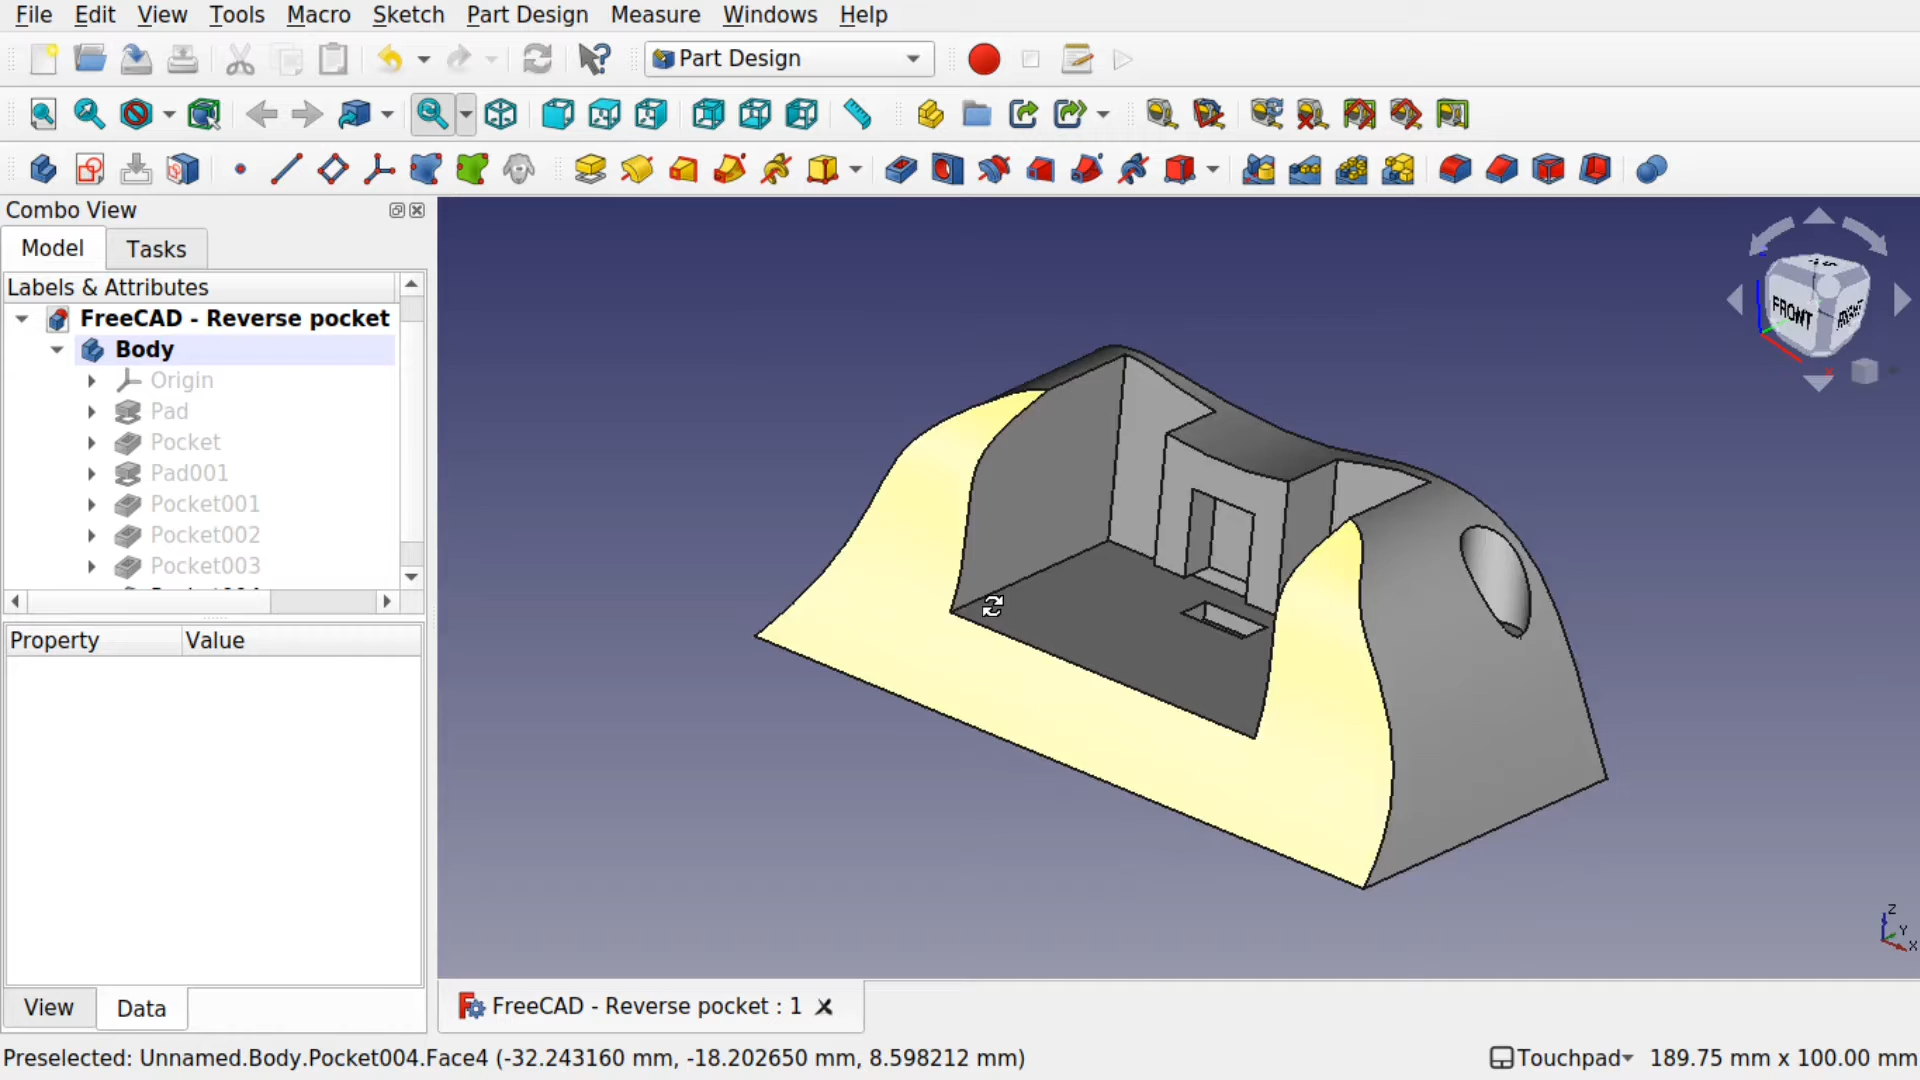 File Edit View Tools Macro Sketch Part Design Measure Windows Help
Part Design
Combo View
Model Tasks
Labels & Attributes
FreeCAD - Reverse pocket
Body
Origin
Pad
Pocket
Pad001
Pocket001
Pocket002
Pocket003
Property Value
View Data
FRONT
RIGHT
Z
Y
X
FreeCAD - Reverse pocket : 1
Preselected: Unnamed.Body.Pocket004.Face4 (-32.243160 mm, -18.202650 mm, 8.598212 mm)
Touchpad 189.75 mm x 100.00 mm